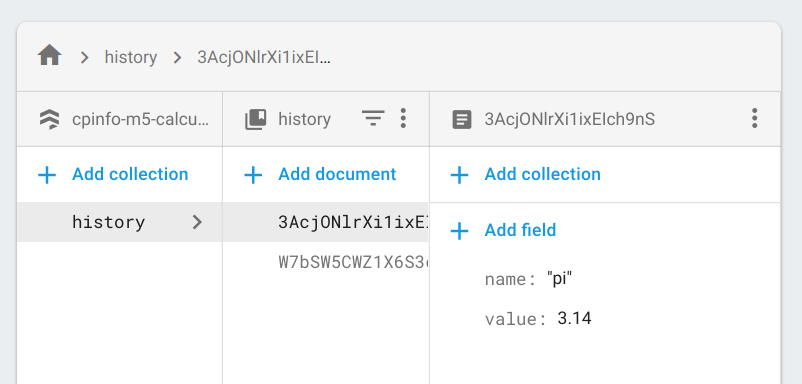 history
3AcjONlrXi1ixEI...
cpinfo-m5-calcu...
history
3AcjONlrXi1ixEIch9nS
Add collection
Add document
Add collection
history
3AcjONlrXi1ixEI
W7bSW5CWZ1X6S3
Add field
name: "pi"
value: 3.14